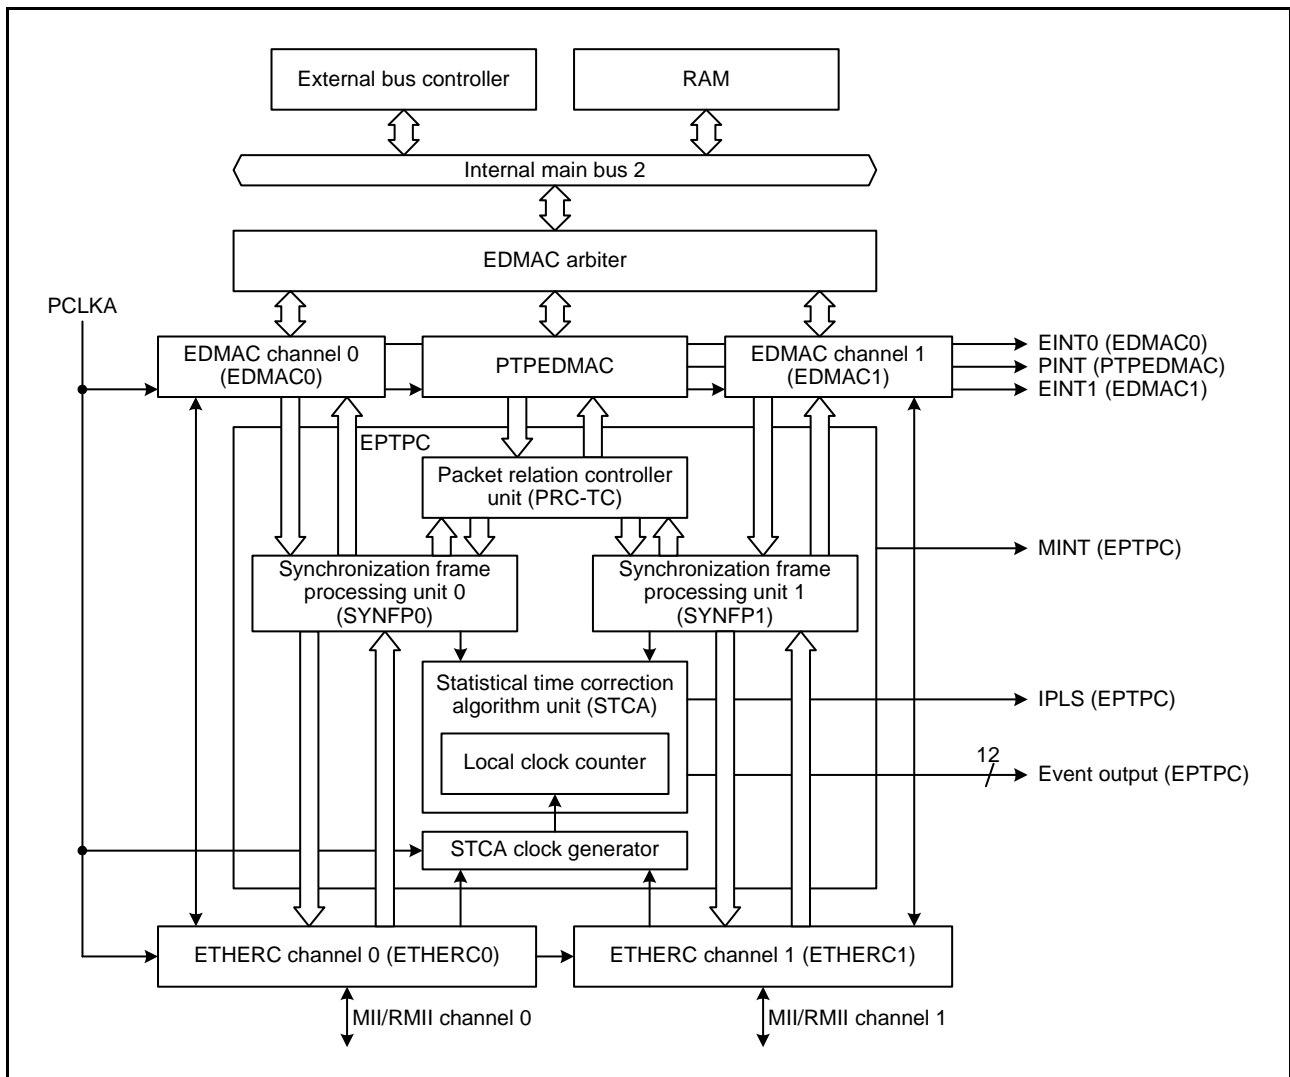 External bus controller
RAM
Internal main bus 2
EDMAC arbiter
PCLKA
EDMAC channel 0
(EDMAC0)
PTPEDMAC
EDMAC channel 1
(EDMAC1)
EINT0 (EDMAC0)
PINT (PTPEDMAC)
EINT1 (EDMAC1)
EPTPC
Packet relation controller
unit (PRC-TC)
Synchronization frame
processing unit 0
(SYNFP0)
Synchronization frame
processing unit 1
(SYNFP1)
MINT (EPTPC)
Statistical time correction
algorithm unit (STCA)
IPLS (EPTPC)
Local clock counter
12
Event output (EPTPC)
STCA clock generator
ETHERC channel 0 (ETHERC0)
ETHERC channel 1 (ETHERC1)
MII/RMII channel 0
MII/RMII channel 1